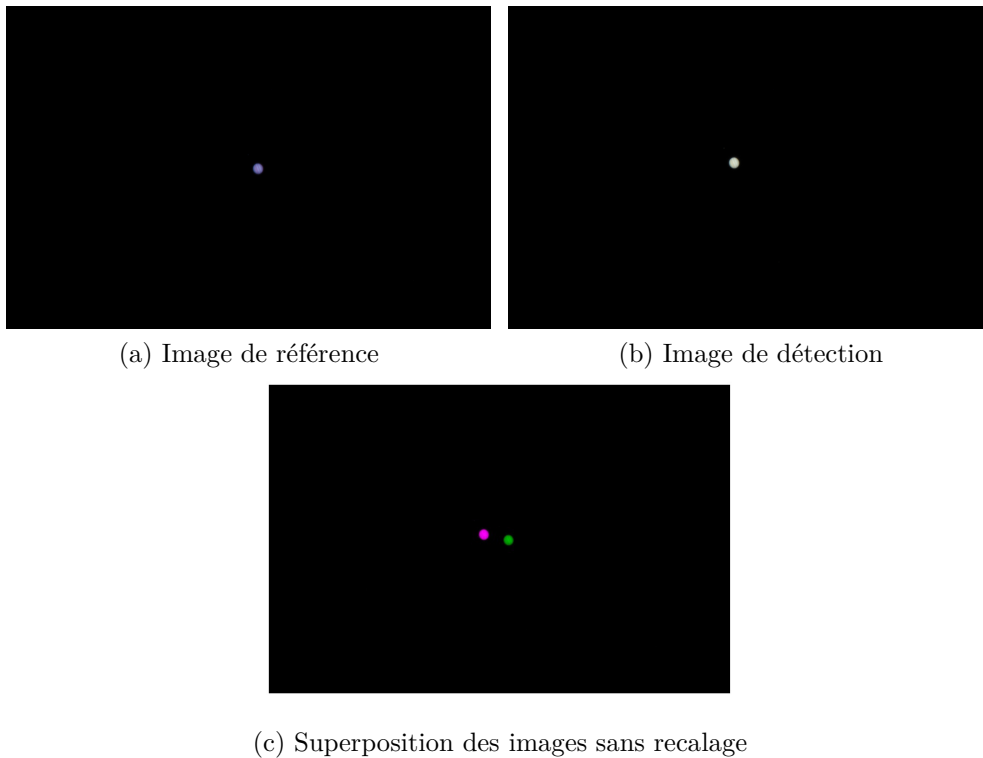 (a) Image de référence
(b) Image de détection
(c) Superposition des images sans recalage